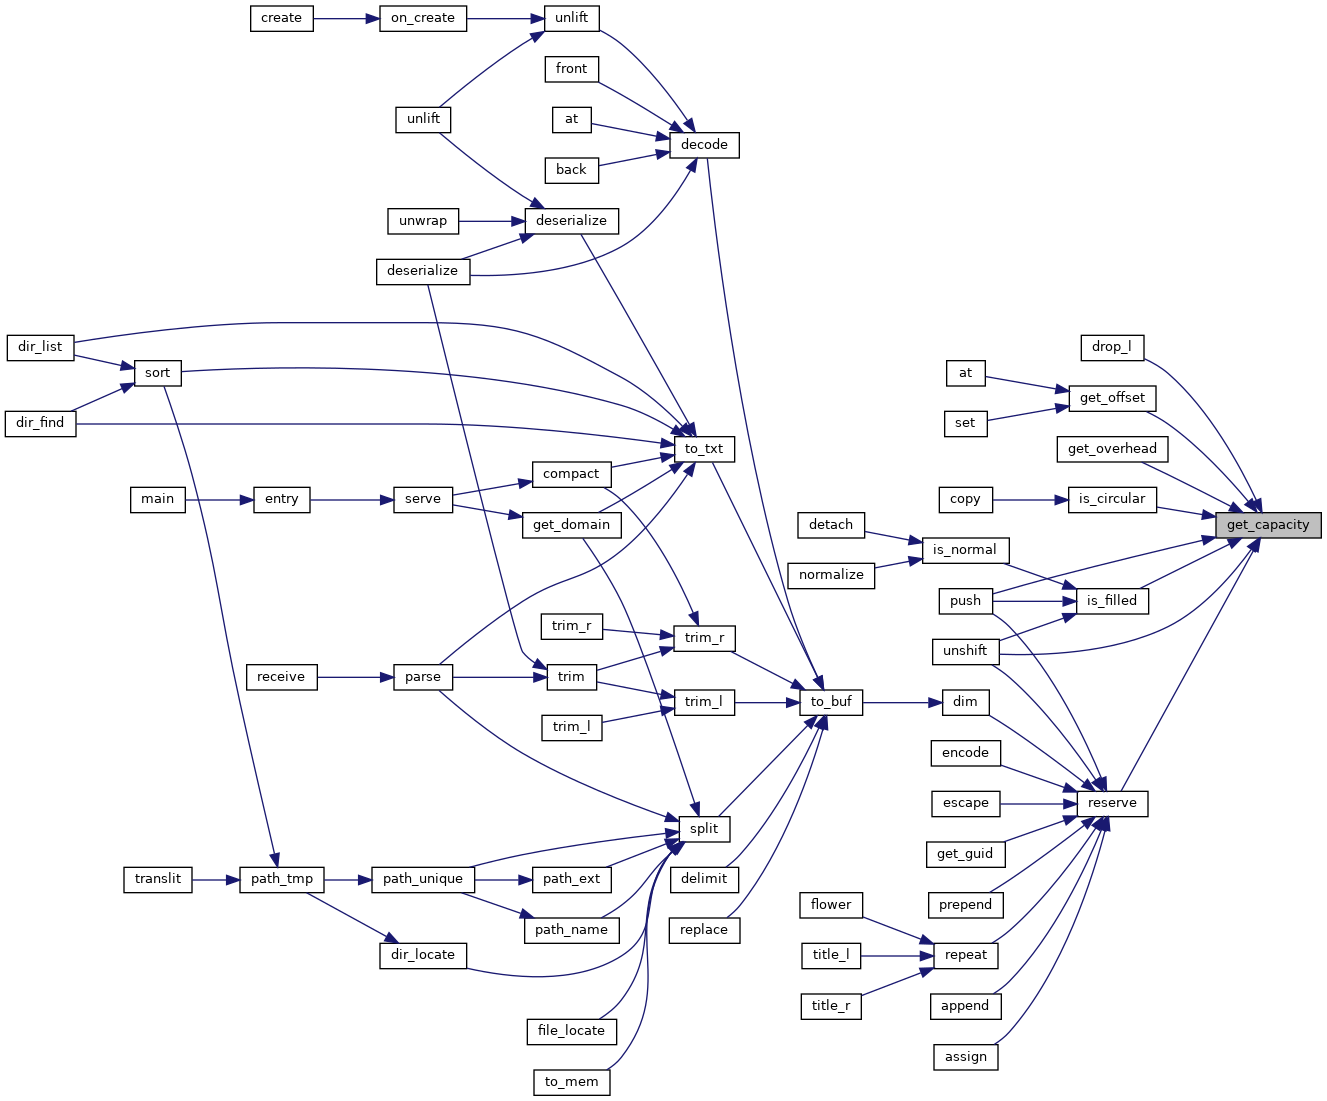 create
on_create
unlift
front
unlift
at
decode
back
unwrap
deserialize
deserialize
dir_list
sort
dir_find
to_txt
compact
main
entry
serve
get_domain
trim_r
trim_r
receive
parse
trim
trim_l
trim_l
to_buf
split
translit
path_tmp
path_unique
path_ext
delimit
path_name
replace
dir_locate
file_locate
to_mem
drop_l
at
get_offset
set
get_overhead
copy
is_circular
get_capacity
detach
is_normal
normalize
push
is_filled
unshift
dim
encode
escape
reserve
get_guid
prepend
flower
title_l
repeat
title_r
append
assign